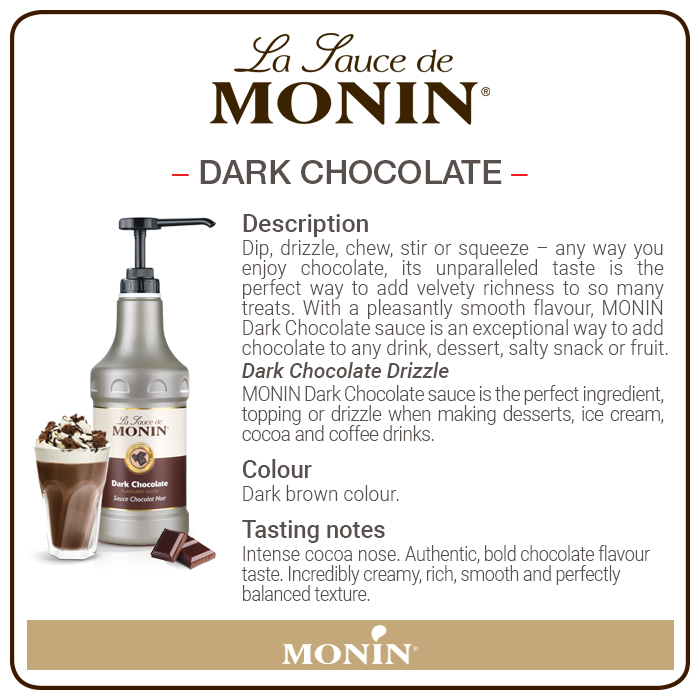 La Sauce de
MONIN®
– DARK CHOCOLATE –
Description
Dip, drizzle, chew, stir or squeeze – any way you
enjoy chocolate, its unparalleled taste is the
perfect way to add velvety richness to so many
treats. With a pleasantly smooth flavour, MONIN
Dark Chocolate sauce is an exceptional way to add
chocolate to any drink, dessert, salty snack or fruit.
Dark Chocolate Drizzle
MONIN Dark Chocolate sauce is the perfect ingredient,
topping or drizzle when making desserts, ice cream,
cocoa and coffee drinks.
Colour
Dark brown colour.
Tasting notes
Intense cocoa nose. Authentic, bold chocolate flavour
taste. Incredibly creamy, rich, smooth and perfectly
balanced texture.
La Sauce de
MONIN®
Dark Chocolate
FLAVOURED SAUCE
Sauce Chocolat Noir
MONIN®